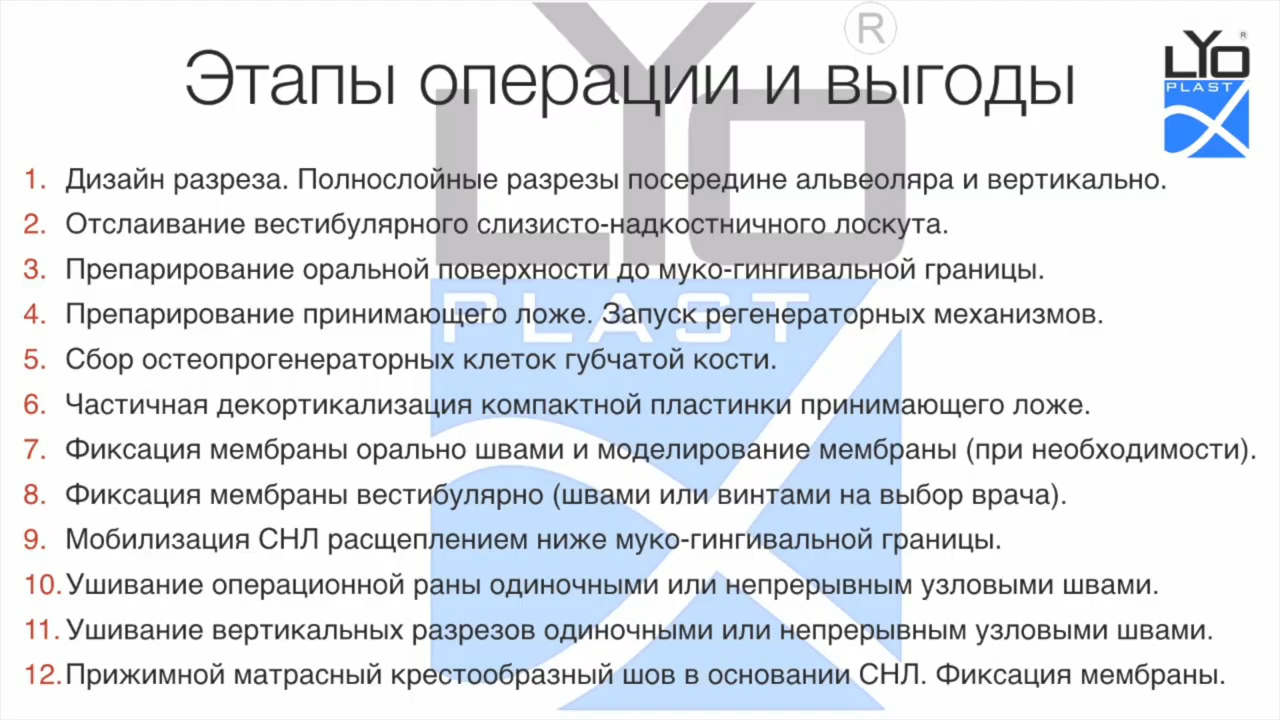 Этапы операции и выгоды
LYO
®
PLAST
LYO
®
PLAST
1. Дизайн разреза. Полнослойные разрезы посередине альвеоляра и вертикально.
2. Отслаивание вестибулярного слизисто-надкостничного лоскута.
3. Препарирование оральной поверхности до муко-гингивальной границы.
4. Препарирование принимающего ложе. Запуск регенераторных механизмов.
5. Сбор остеопрогенераторных клеток губчатой кости.
6. Частичная декортикализация компактной пластинки принимающего ложе.
7. Фиксация мембраны орально швами и моделирование мембраны (при необходимости).
8. Фиксация мембраны вестибулярно (швами или винтами на выбор врача).
9. Мобилизация СНЛ расщеплением ниже муко-гингивальной границы.
10. Ушивание операционной раны одиночными или непрерывным узловыми швами.
11. Ушивание вертикальных разрезов одиночными или непрерывным узловыми швами.
12. Прижимной матрасный крестообразный шов в основании СНЛ. Фиксация мембраны.